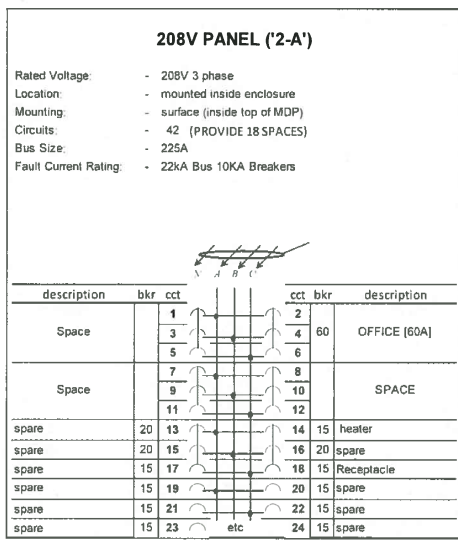 208V PANEL ('2-A')
Rated Voltage: - 208V 3 phase
Location: - mounted inside enclosure
Mounting: - surface (inside top of MDP)
Circuits: - 42 (PROVIDE 18 SPACES)
Bus Size: - 225A
Fault Current Rating: - 22kA Bus 10KA Breakers
N A B C
description bkr cct cct bkr description
1 2
Space 3 4 60 OFFICE [60A]
5 6
7 8
Space 9 10 SPACE
11 12
spare 20 13 14 15 heater
spare 20 15 16 20 spare
spare 15 17 18 15 Receptacle
spare 15 19 20 15 spare
spare 15 21 22 15 spare
spare 15 23 etc 24 15 spare